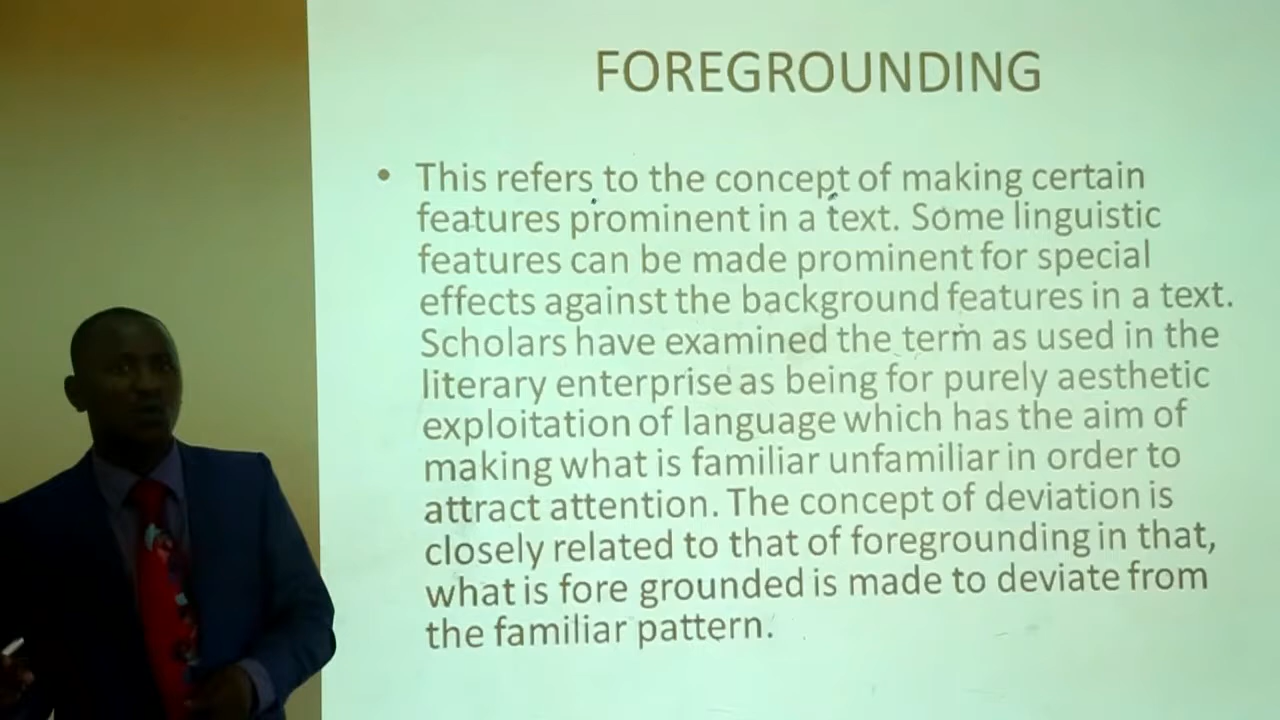 FOREGROUNDING
• This refers to the concept of making certain
features prominent in a text. Some linguistic
features can be made prominent for special
effects against the background features in a text.
Scholars have examined the term as used in the
literary enterprise as being for purely aesthetic
exploitation of language which has the aim of
making what is familiar unfamiliar in order to
attract attention. The concept of deviation is
closely related to that of foregrounding in that,
what is fore grounded is made to deviate from
the familiar pattern.